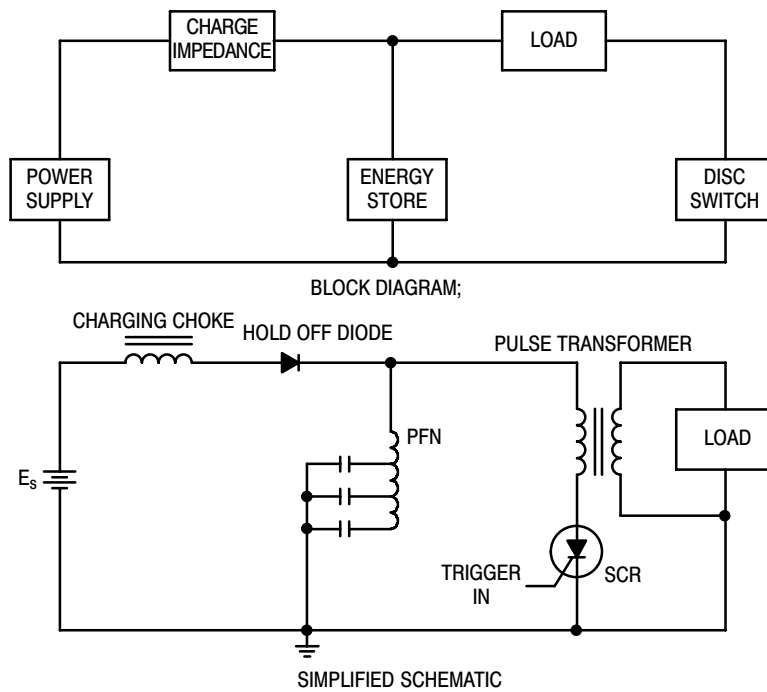 CHARGE
IMPEDANCE
LOAD
POWER
SUPPLY
ENERGY
STORE
DISC
SWITCH
BLOCK DIAGRAM;
CHARGING CHOKE
HOLD OFF DIODE
PULSE TRANSFORMER
PFN
LOAD
Es
TRIGGER
IN
SCR
SIMPLIFIED SCHEMATIC